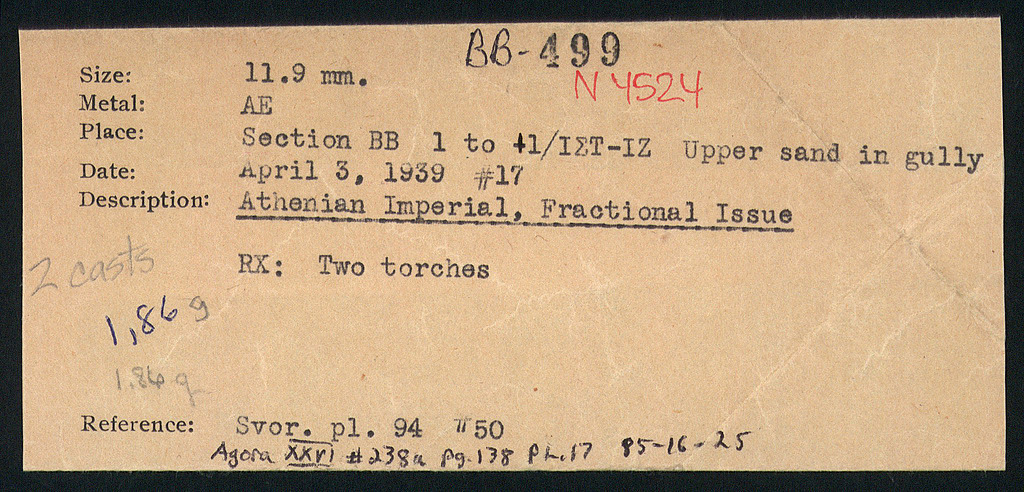 BB-499
N 4524
Size: 11.9 mm.
Metal: AE
Place: Section BB 1 to +1/IΣT-IZ Upper sand in gully
Date: April 3, 1939 #17
Description: Athenian Imperial, Fractional Issue
2 casts
RX: Two torches
1,86 g
1.86 g
Reference: Svor. pl. 94 #50
Agora XXVI #238a pg. 138 PL.17 85-16-25